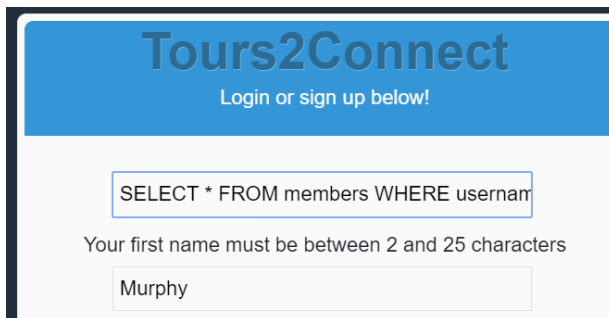 Tours2Connect
Login or sign up below!
SELECT * FROM members WHERE usernam
Your first name must be between 2 and 25 characters
Murphy